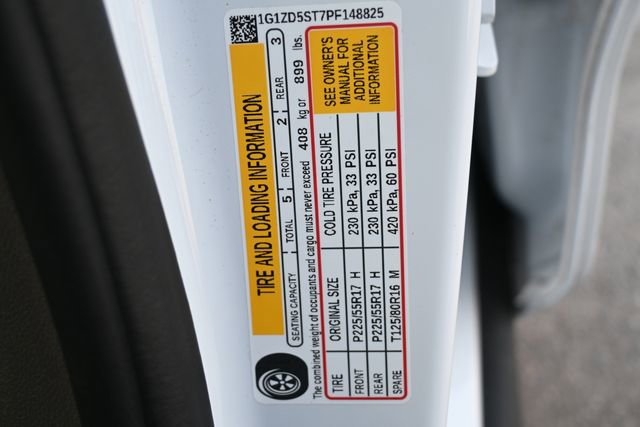 1G1ZD5ST7PF148825
TIRE AND LOADING INFORMATION
SEATING CAPACITY TOTAL 5 FRONT 2 REAR 3
The combined weight of occupants and cargo must never exceed 408 kg or 899 lbs.
TIRE ORIGINAL SIZE COLD TIRE PRESSURE
FRONT P225/55R17 H 230 kPa, 33 PSI
REAR P225/55R17 H 230 kPa, 33 PSI
SPARE T125/80R16 M 420 kPa, 60 PSI
SEE OWNER'S
MANUAL FOR
ADDITIONAL
INFORMATION